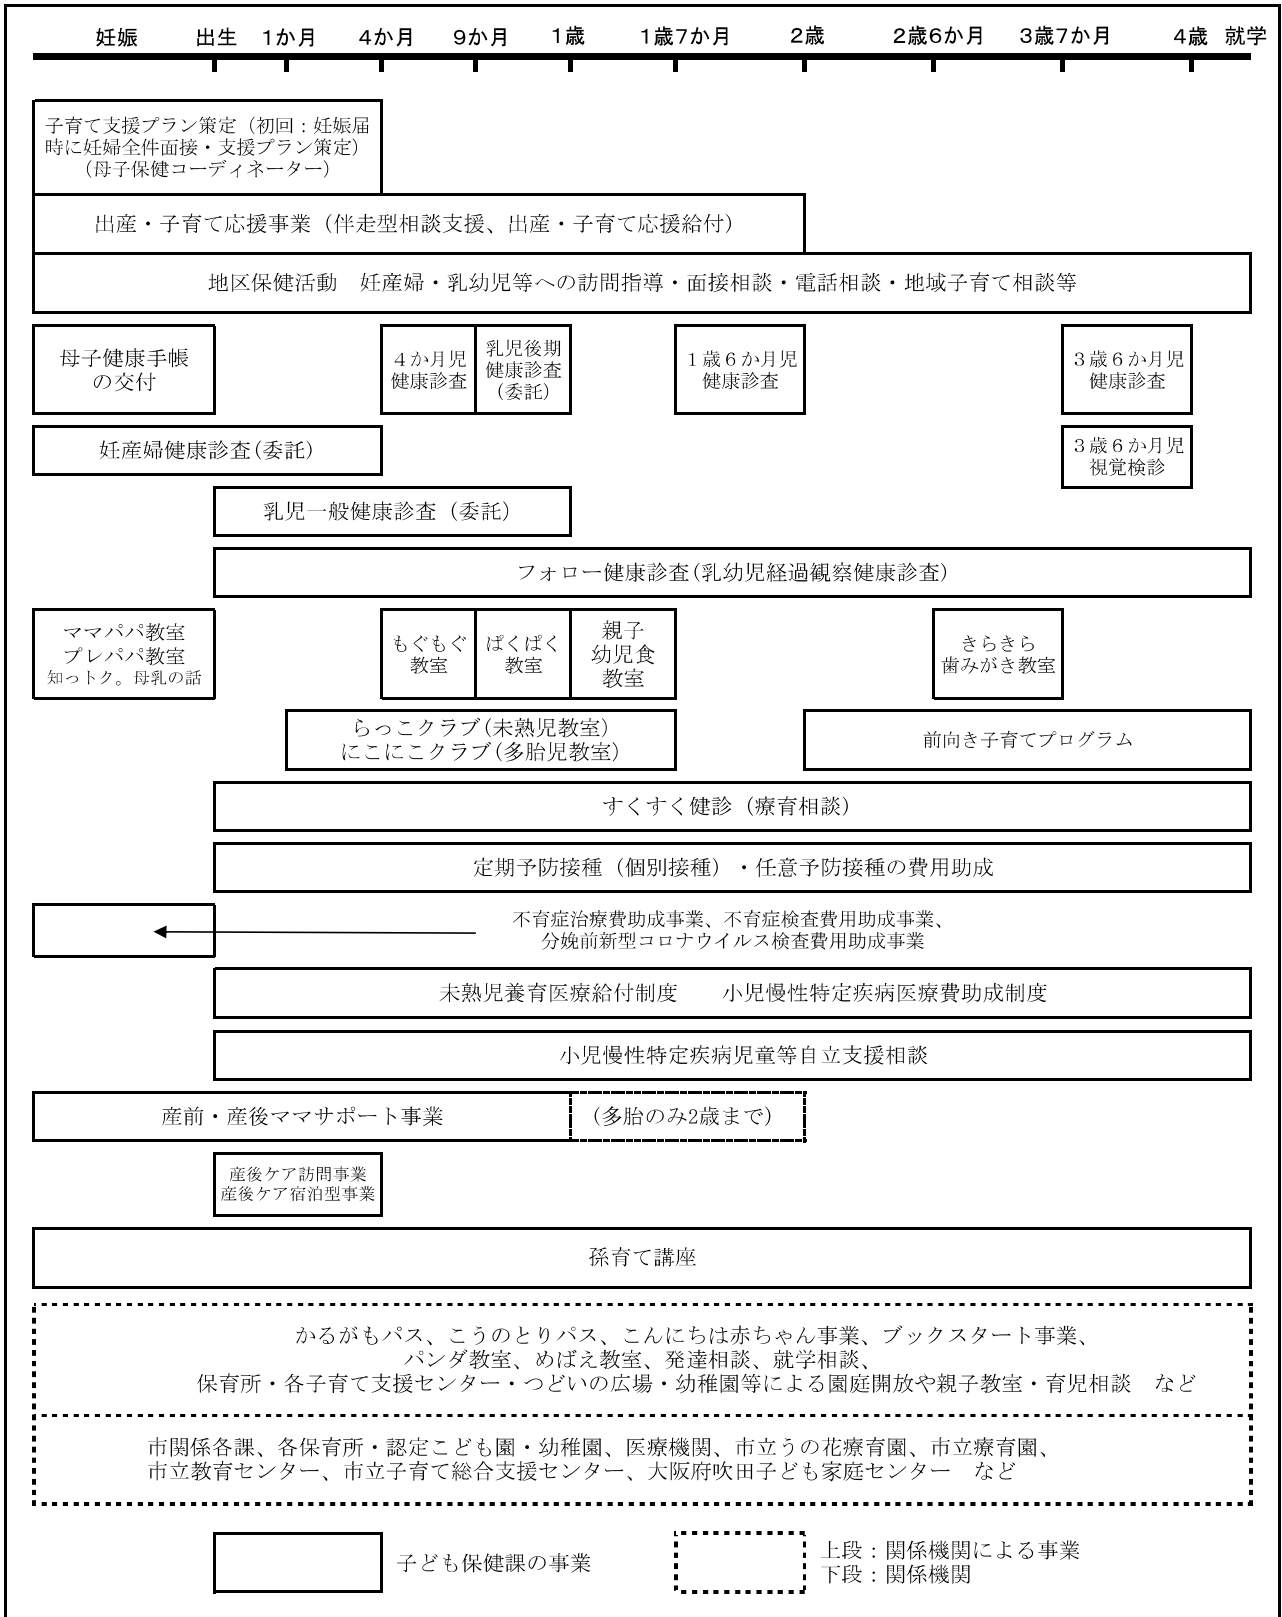 妊娠 出生 1か月 4か月 9か月 1歳 1歳7か月 2歳 2歳6か月 3歳7か月 4歳 就学
子育て支援プラン策定（初回：妊娠届
時に妊婦全件面接・支援プラン策定）
（母子保健コーディネーター）
出産・子育て応援事業（伴走型相談支援、出産・子育て応援給付）
地区保健活動　妊産婦・乳幼児等への訪問指導・面接相談・電話相談・地域子育て相談等
母子健康手帳
の交付
４か月児
健康診査
乳児後期
健康診査
（委託）
１歳６か月児
健康診査
３歳６か月児
健康診査
妊産婦健康診査(委託)
３歳６か月児
視覚検診
乳児一般健康診査（委託）
フォロー健康診査(乳幼児経過観察健康診査)
ママパパ教室
プレパパ教室
知っトク。母乳の話
もぐもぐ
教室
ぱくぱく
教室
親子
幼児食
教室
きらきら
歯みがき教室
らっこクラブ(未熟児教室)
にこにこクラブ(多胎児教室)
前向き子育てプログラム
すくすく健診（療育相談）
定期予防接種（個別接種）・任意予防接種の費用助成
不育症治療費助成事業、不育症検査費用助成事業、
分娩前新型コロナウイルス検査費用助成事業
未熟児養育医療給付制度　　小児慢性特定疾病医療費助成制度
小児慢性特定疾病児童等自立支援相談
産前・産後ママサポート事業
（多胎のみ2歳まで）
産後ケア訪問事業
産後ケア宿泊型事業
孫育て講座
かるがもパス、こうのとりパス、こんにちは赤ちゃん事業、ブックスタート事業、
パンダ教室、めばえ教室、発達相談、就学相談、
保育所・各子育て支援センター・つどいの広場・幼稚園等による園庭開放や親子教室・育児相談　など
市関係各課、各保育所・認定こども園・幼稚園、医療機関、市立うの花療育園、市立療育園、
市立教育センター、市立子育て総合支援センター、大阪府吹田子ども家庭センター　など
子ども保健課の事業
上段：関係機関による事業
下段：関係機関